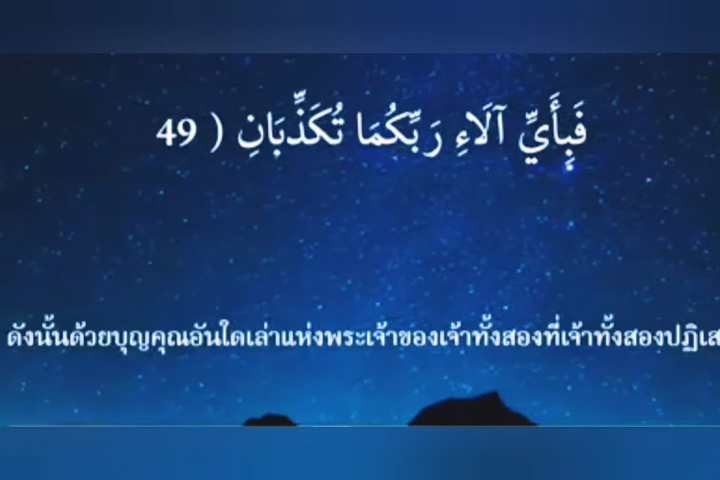 فَبِأَيِّ آلَاءِ رَبِّكُمَا تُكَذِّبَانِ ( 49
ดังนั้นด้วยบุญคุณอันใดเล่าแห่งพระเจ้าของเจ้าทั้งสองที่เจ้าทั้งสองปฏิเส